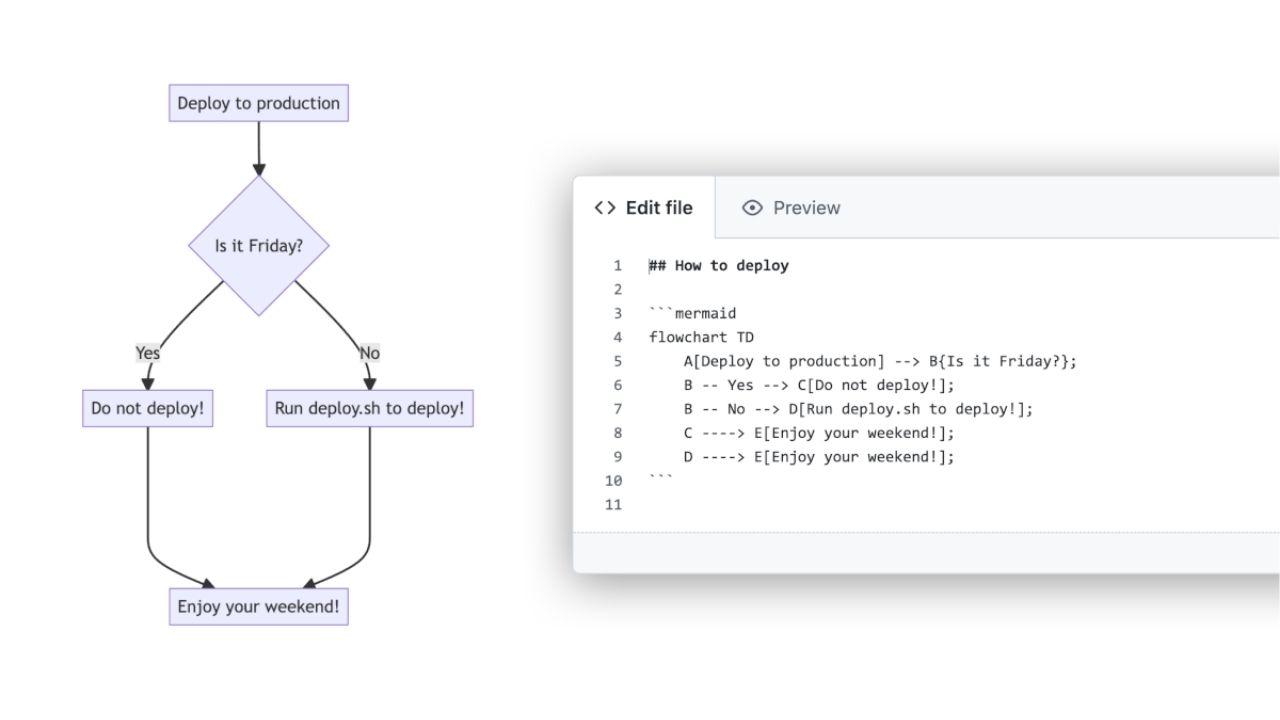 Deploy to production
Is it Friday?
Yes
No
Do not deploy!
Run deploy.sh to deploy!
Enjoy your weekend!
<> Edit file
Preview
1 ## How to deploy
2
3 ```mermaid
4 flowchart TD
5     A[Deploy to production] --> B{Is it Friday?};
6     B -- Yes --> C[Do not deploy!];
7     B -- No --> D[Run deploy.sh to deploy!];
8     C ----> E[Enjoy your weekend!];
9     D ----> E[Enjoy your weekend!];
10 ```
11